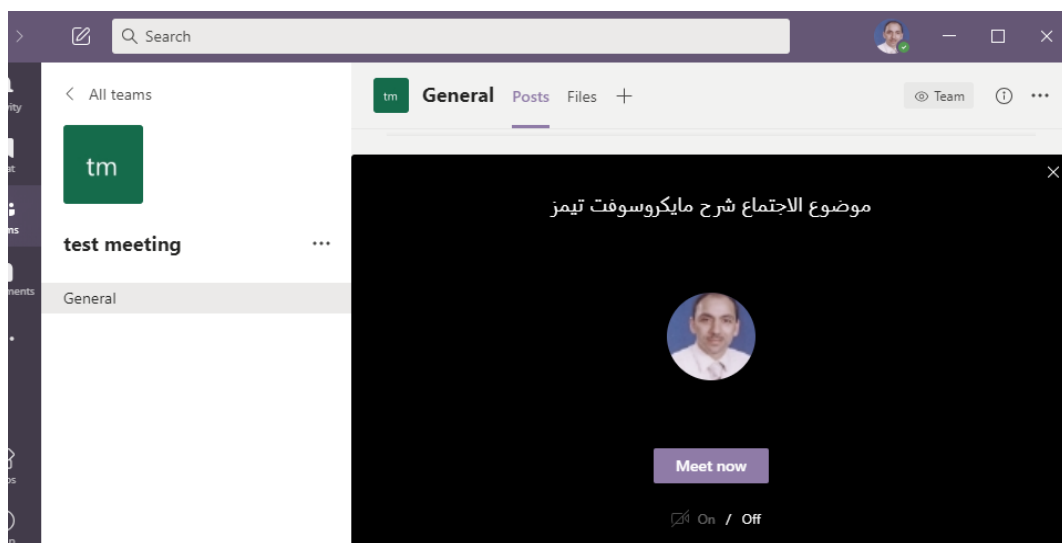 Search
All teams
tm
General Posts Files
Team
tm
موضوع الاجتماع شرح مايكروسوفت تيمز
test meeting
General
Meet now
On / Off